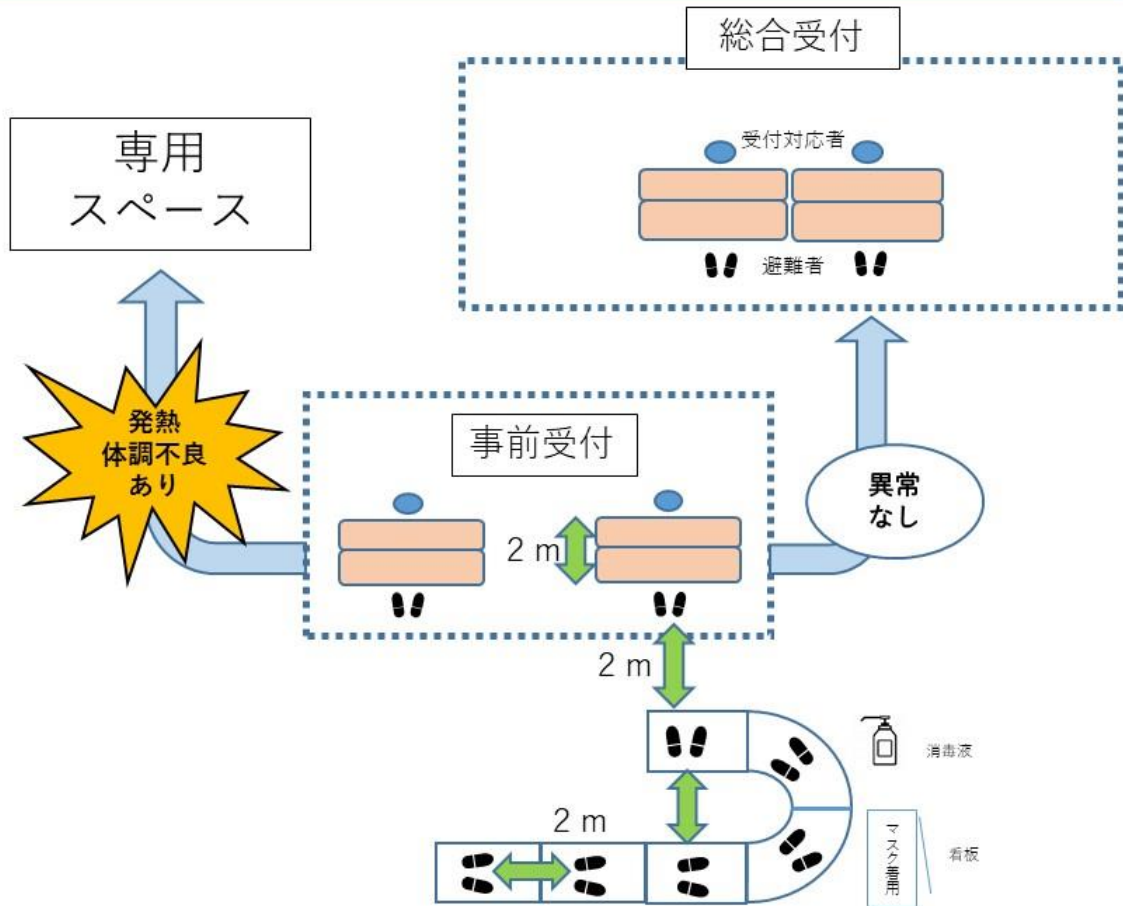 総合受付
受付対応者
避難者
専用
スペース
発熱
体調不良
あり
事前受付
異常
なし
2 m
2 m
2 m
消毒液
マスク着用
看板